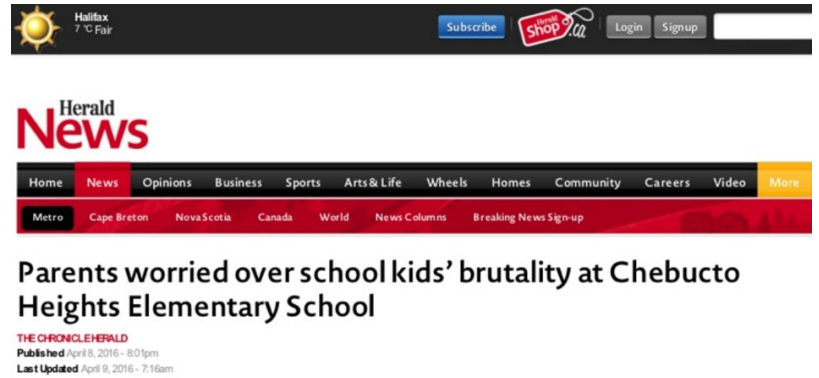 Halifax
7 °C Fair
Subscribe Herald Shop.ca Login Signup
Herald
News
Home News Opinions Business Sports Arts & Life Wheels Homes Community Careers Video More
Metro Cape Breton Nova Scotia Canada World News Columns Breaking News Sign-up
Parents worried over school kids' brutality at Chebucto
Heights Elementary School
THE CHRONICLE HERALD
Published April 8, 2016 - 8:01pm
Last Updated April 9, 2016 - 7:16am